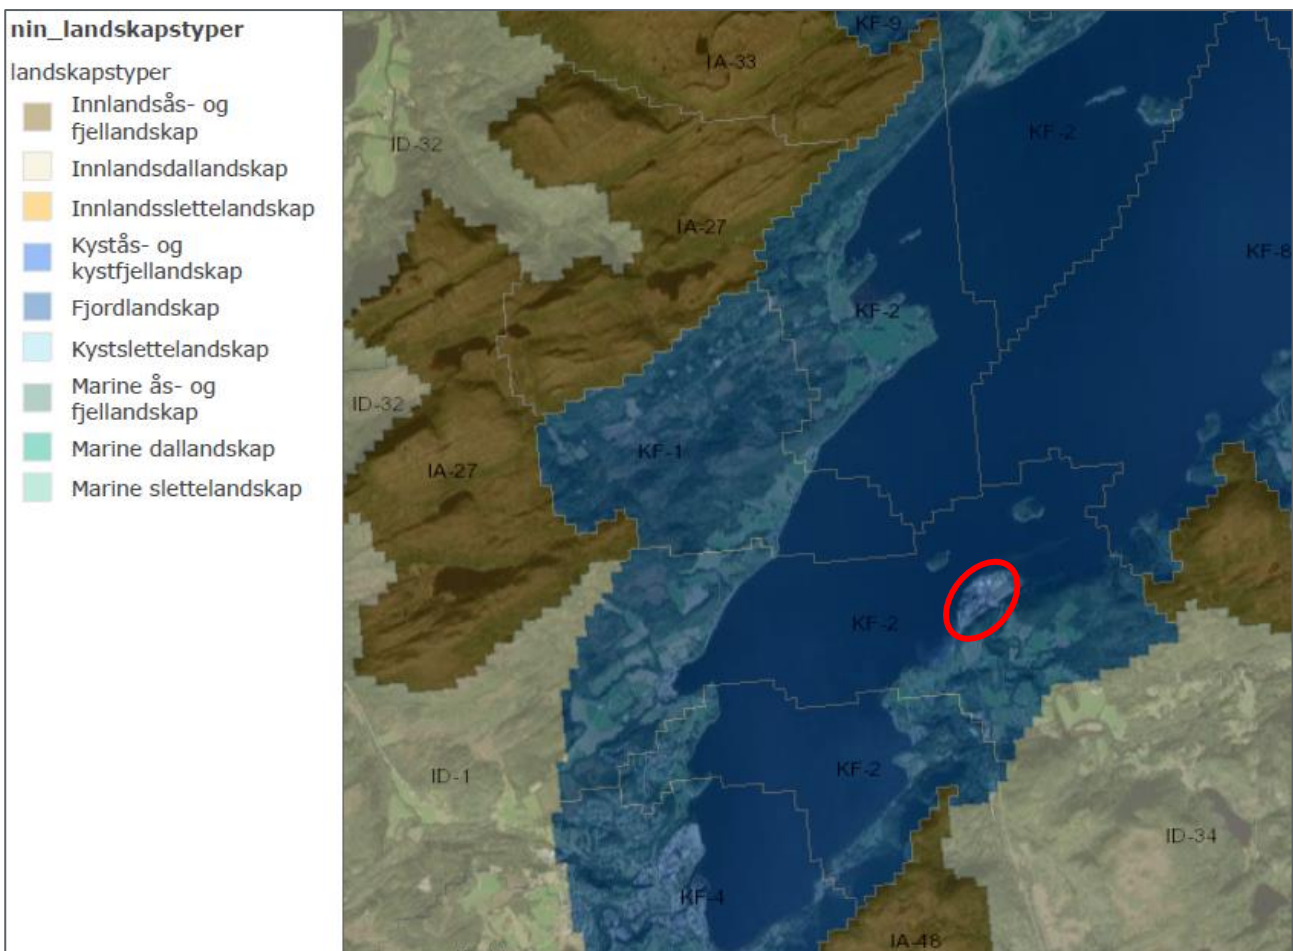 nin_landskapstyper
landskapstyper
Innlandsås- og
fjellandskap
Innlandsdallandskap
Innlandsslettelandskap
Kystås- og
kystfjellandskap
Fjordlandskap
Kystslettelandskap
Marine ås- og
fjellandskap
Marine dallandskap
Marine slettelandskap
KF-9
IA-33
KF-2
ID-32
IA-27
KF-8
KF-2
ID-32
KF-1
IA-27
KF-2
KF-2
ID-1
ID-34
KF-4
IA-48